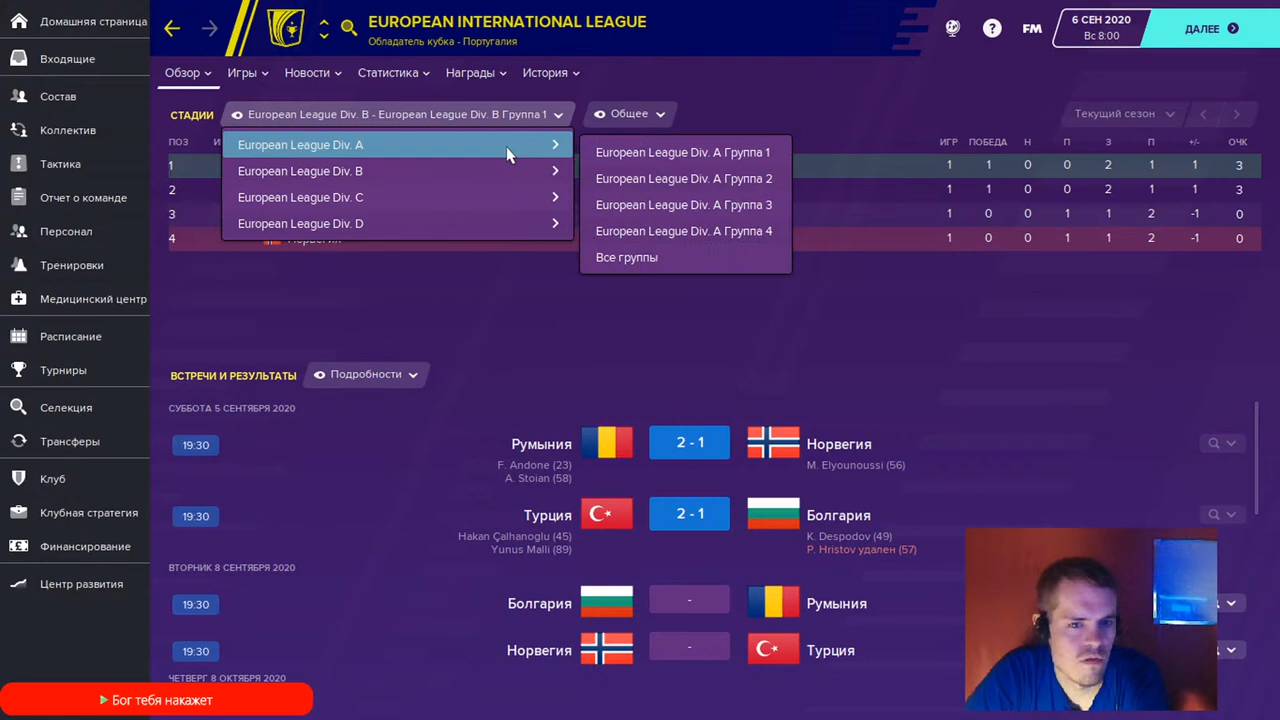 Домашняя страница
Входящие
Состав
Коллектив
Тактика
Отчет о команде
Персонал
Тренировки
Медицинский центр
Расписание
Турниры
Селекция
Трансферы
Клуб
Клубная стратегия
Финансирование
Центр развития
EUROPEAN INTERNATIONAL LEAGUE
Обладатель кубка - Португалия
?
FM
6 СЕН 2020
Вс 8:00
ДАЛЕЕ
Обзор Игры Новости Статистика Награды История
СТАДИИ European League Div. B - European League Div. B Группа 1 Общее Текущий сезон
ПОЗ ИГР ПОБЕДА Н П З П +/- ОЧК
1 1 1 0 0 2 1 1 3
2 1 1 0 0 2 1 1 3
3 1 0 0 1 1 2 -1 0
4 1 0 0 1 1 2 -1 0
European League Div. A
European League Div. B
European League Div. C
European League Div. D
European League Div. A Группа 1
European League Div. A Группа 2
European League Div. A Группа 3
European League Div. A Группа 4
Все группы
ВСТРЕЧИ И РЕЗУЛЬТАТЫ Подробности
СУББОТА 5 СЕНТЯБРЯ 2020
19:30 Румыния 2 - 1 Норвегия
F. Andone (23) M. Elyounoussi (56)
A. Stoian (58)
19:30 Турция 2 - 1 Болгария
Hakan Çalhanoglu (45) K. Despodov (49)
Yunus Malli (89) P. Hristov удален (57)
ВТОРНИК 8 СЕНТЯБРЯ 2020
19:30 Болгария - Румыния
19:30 Норвегия - Турция
ЧЕТВЕРГ 8 ОКТЯБРЯ 2020
Бог тебя накажет